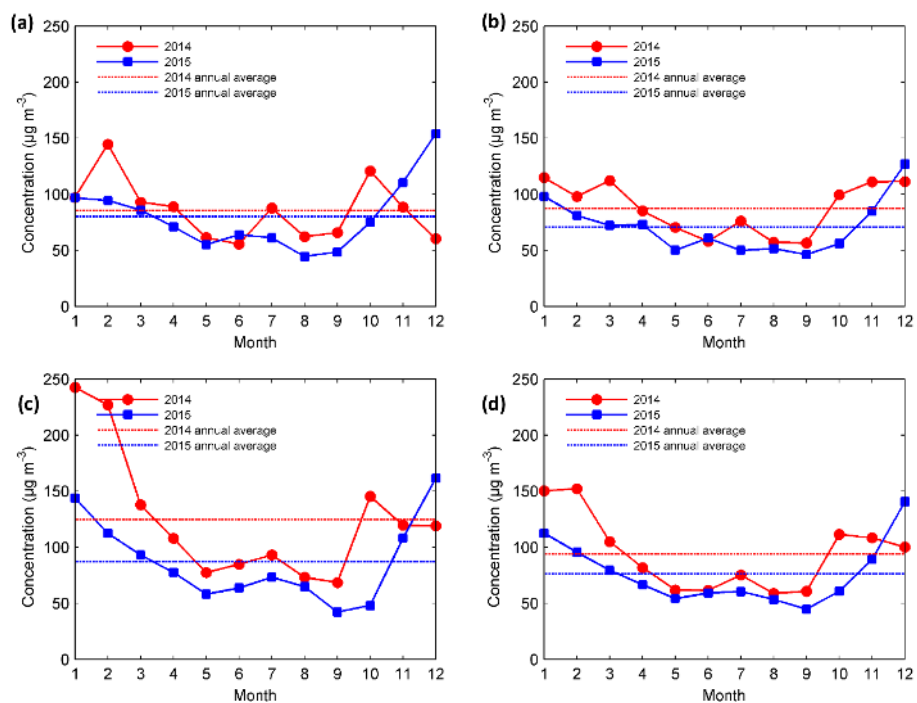 (a)
250
200
150
100
50
0
Concentration (µg m⁻³)
2014
2015
2014 annual average
2015 annual average
1 2 3 4 5 6 7 8 9 10 11 12
Month
(b)
250
200
150
100
50
0
Concentration (µg m⁻³)
2014
2015
2014 annual average
2015 annual average
1 2 3 4 5 6 7 8 9 10 11 12
Month
(c)
250
200
150
100
50
0
Concentration (µg m⁻³)
2014
2015
2014 annual average
2015 annual average
1 2 3 4 5 6 7 8 9 10 11 12
Month
(d)
250
200
150
100
50
0
Concentration (µg m⁻³)
2014
2015
2014 annual average
2015 annual average
1 2 3 4 5 6 7 8 9 10 11 12
Month